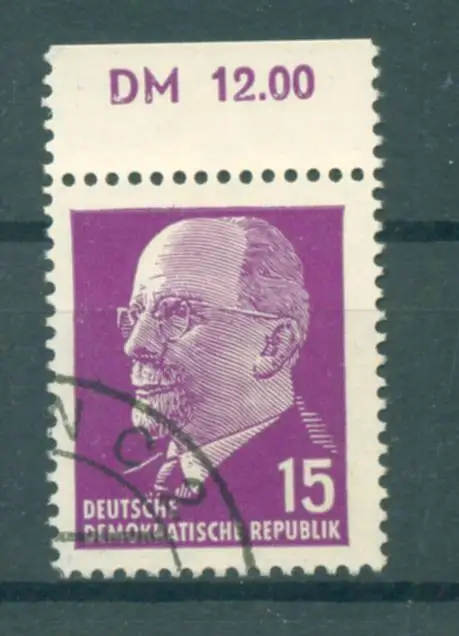 DM 12.00
15
DEUTSCHE
DEMOKRATISCHE REPUBLIK